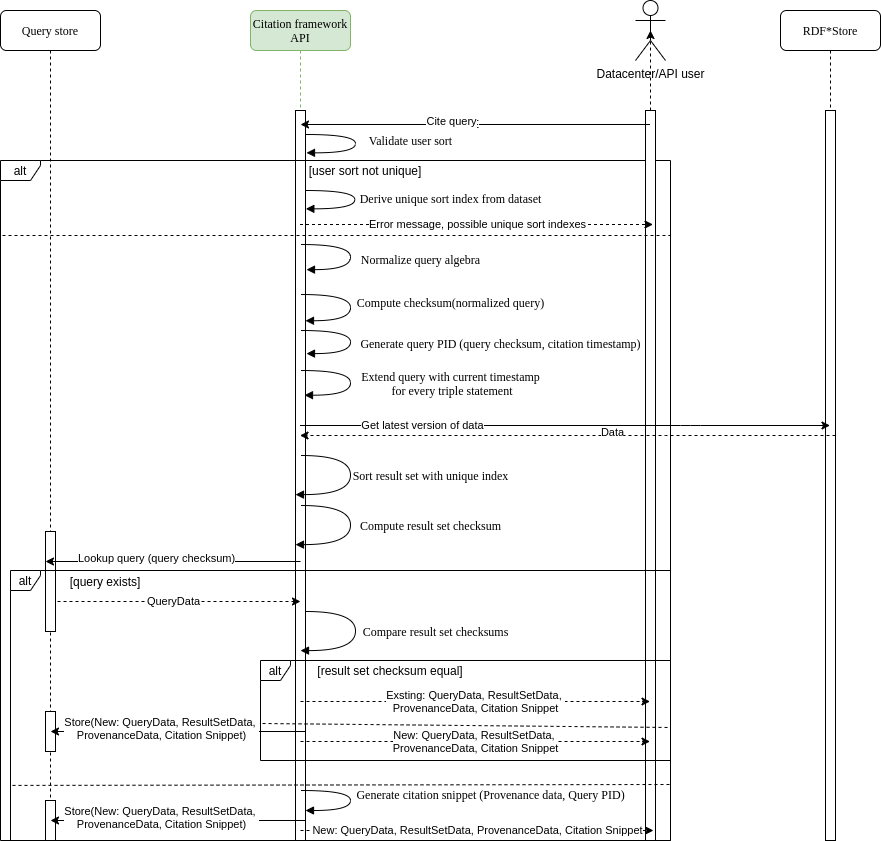 Query store
Citation framework
API
RDF*Store
Datacenter/API user
Cite query:
Validate user sort
alt
[user sort not unique]
Derive unique sort index from dataset
Error message, possible unique sort indexes
Normalize query algebra
Compute checksum(normalized query)
Generate query PID (query checksum, citation timestamp)
Extend query with current timestamp
for every triple statement
Get latest version of data
Data
Sort result set with unique index
Compute result set checksum
Lookup query (query checksum)
alt
[query exists]
QueryData
Compare result set checksums
alt
[result set checksum equal]
Exsting: QueryData, ResultSetData,
ProvenanceData, Citation Snippet
Store(New: QueryData, ResultSetData,
ProvenanceData, Citation Snippet)
New: QueryData, ResultSetData,
ProvenanceData, Citation Snippet
Generate citation snippet (Provenance data, Query PID)
Store(New: QueryData, ResultSetData,
ProvenanceData, Citation Snippet)
New: QueryData, ResultSetData, ProvenanceData, Citation Snippet